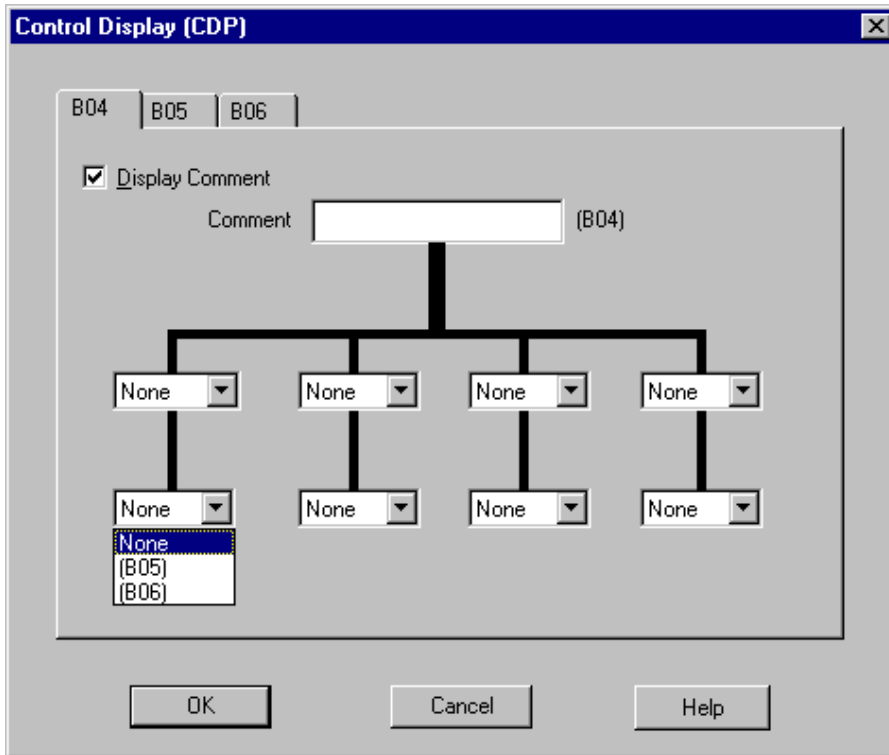 Control Display (CDP)
B04 B05 B06
Display Comment
Comment (B04)
None None None None
None None None None
None
(B05)
(B06)
OK Cancel Help